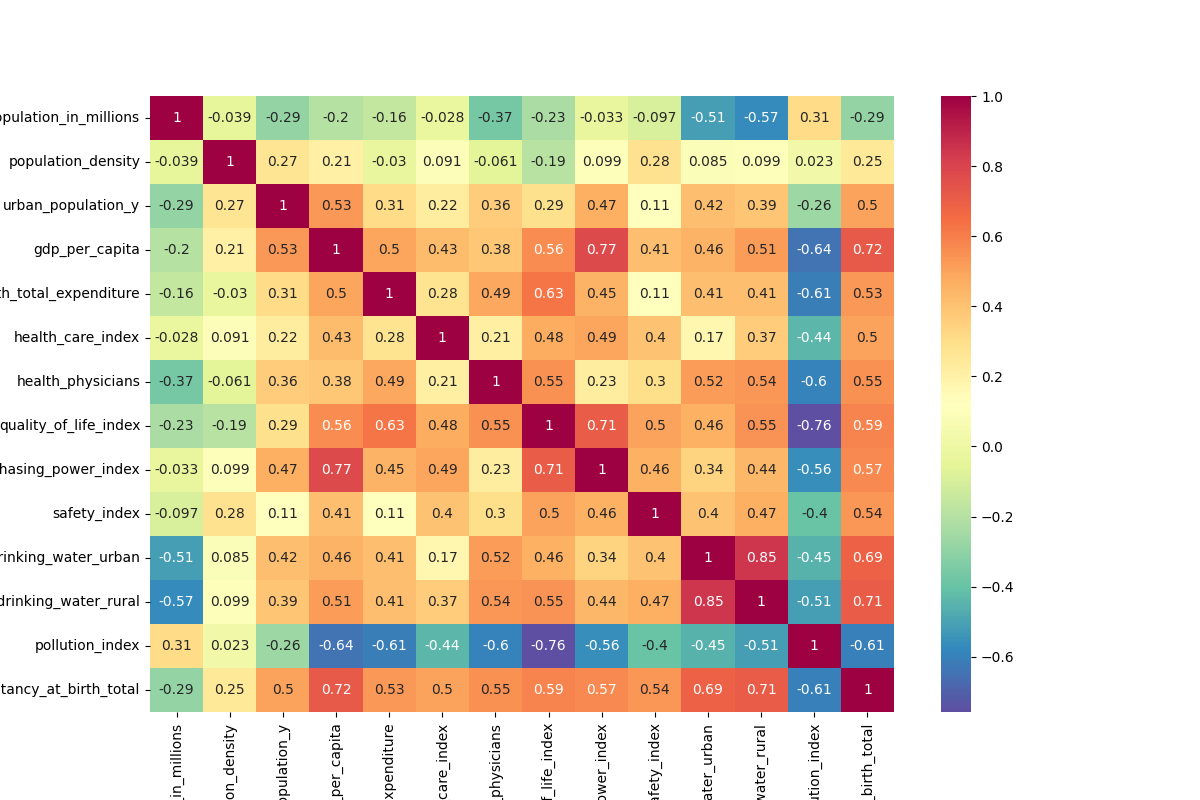 opulation_in_millions 1 -0.039 -0.29 -0.2 -0.16 -0.028 -0.37 -0.23 -0.033 -0.097 -0.51 -0.57 0.31 -0.29
population_density -0.039 1 0.27 0.21 -0.03 0.091 -0.061 -0.19 0.099 0.28 0.085 0.099 0.023 0.25
urban_population_y -0.29 0.27 1 0.53 0.31 0.22 0.36 0.29 0.47 0.11 0.42 0.39 -0.26 0.5
gdp_per_capita -0.2 0.21 0.53 1 0.5 0.43 0.38 0.56 0.77 0.41 0.46 0.51 -0.64 0.72
th_total_expenditure -0.16 -0.03 0.31 0.5 1 0.28 0.49 0.63 0.45 0.11 0.41 0.41 -0.61 0.53
health_care_index -0.028 0.091 0.22 0.43 0.28 1 0.21 0.48 0.49 0.4 0.17 0.37 -0.44 0.5
health_physicians -0.37 -0.061 0.36 0.38 0.49 0.21 1 0.55 0.23 0.3 0.52 0.54 -0.6 0.55
quality_of_life_index -0.23 -0.19 0.29 0.56 0.63 0.48 0.55 1 0.71 0.5 0.46 0.55 -0.76 0.59
hasing_power_index -0.033 0.099 0.47 0.77 0.45 0.49 0.23 0.71 1 0.46 0.34 0.44 -0.56 0.57
safety_index -0.097 0.28 0.11 0.41 0.11 0.4 0.3 0.5 0.46 1 0.4 0.47 -0.4 0.54
rinking_water_urban -0.51 0.085 0.42 0.46 0.41 0.17 0.52 0.46 0.34 0.4 1 0.85 -0.45 0.69
drinking_water_rural -0.57 0.099 0.39 0.51 0.41 0.37 0.54 0.55 0.44 0.47 0.85 1 -0.51 0.71
pollution_index 0.31 0.023 -0.26 -0.64 -0.61 -0.44 -0.6 -0.76 -0.56 -0.4 -0.45 -0.51 1 -0.61
tancy_at_birth_total -0.29 0.25 0.5 0.72 0.53 0.5 0.55 0.59 0.57 0.54 0.69 0.71 -0.61 1
_in_millions
on_density
opulation_y
per_capita
xpenditure
care_index
_physicians
f_life_index
ower_index
afety_index
ater_urban
water_rural
ution_index
_birth_total
1.0
0.8
0.6
0.4
0.2
0.0
−0.2
−0.4
−0.6